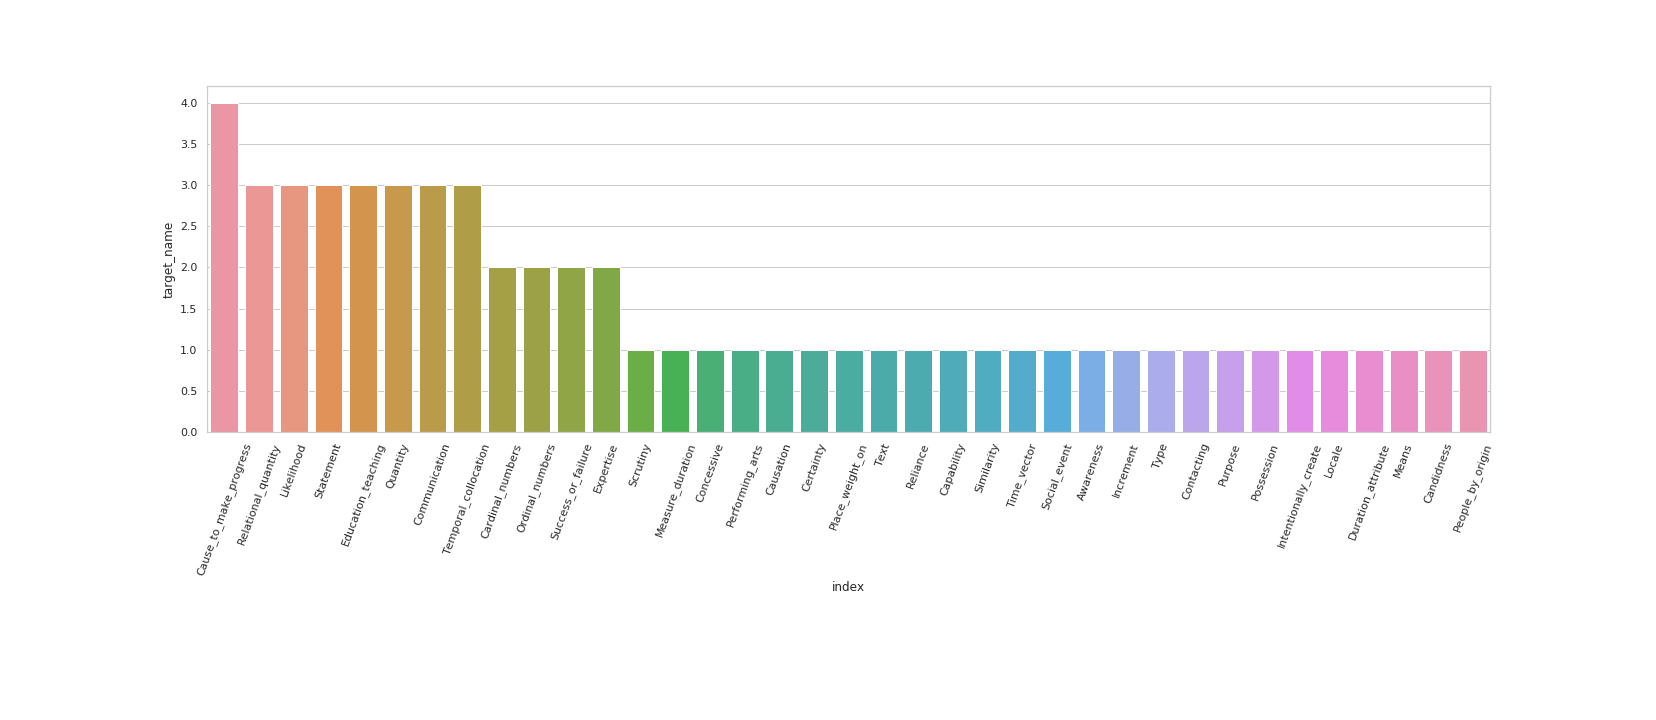 4.0
3.5
3.0
2.5
2.0
1.5
1.0
0.5
0.0
target_name
Cause_to_make_progress
Relational_quantity
Likelihood
Statement
Education_teaching
Quantity
Communication
Temporal_collocation
Cardinal_numbers
Ordinal_numbers
Success_or_failure
Expertise
Scrutiny
Measure_duration
Concessive
Performing_arts
Causation
Certainty
Place_weight_on
Text
Reliance
Capability
Similarity
Time_vector
Social_event
Awareness
Increment
Type
Contacting
Purpose
Possession
Intentionally_create
Locale
Duration_attribute
Means
Candidness
People_by_origin
index